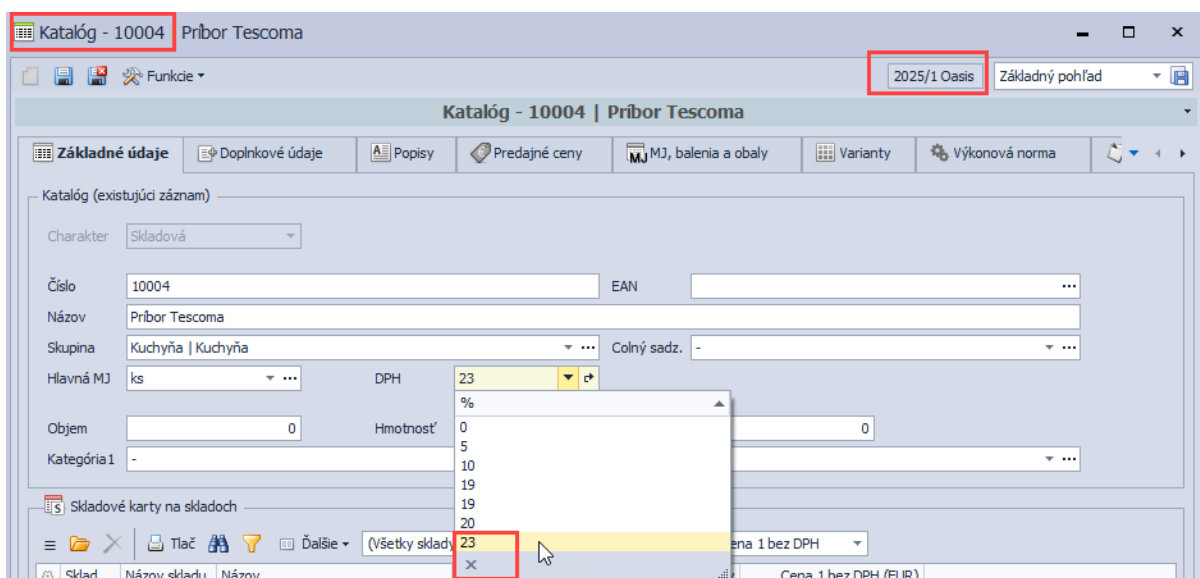 Katalóg - 10004 Príbor Tescoma
Funkcie 2025/1 Oasis Základný pohľad
Katalóg - 10004 | Príbor Tescoma
Základné údaje Doplnkové údaje Popisy Predajné ceny MJ, balenia a obaly Varianty Výkonová norma
Katalóg (existujúci záznam)
Charakter Skladová
Číslo 10004 EAN
Názov Príbor Tescoma
Skupina Kuchyňa | Kuchyňa Colný sadz. -
Hlavná MJ ks DPH 23
%
Objem 0 Hmotnosť 0 0
5
10
Kategória1 -
19
19
Skladové karty na skladoch
20
Tlač Ďalšie (Všetky sklady 23 ena 1 bez DPH
Sklad Názov skladu Názov Cena 1 bez DPH (EUR)